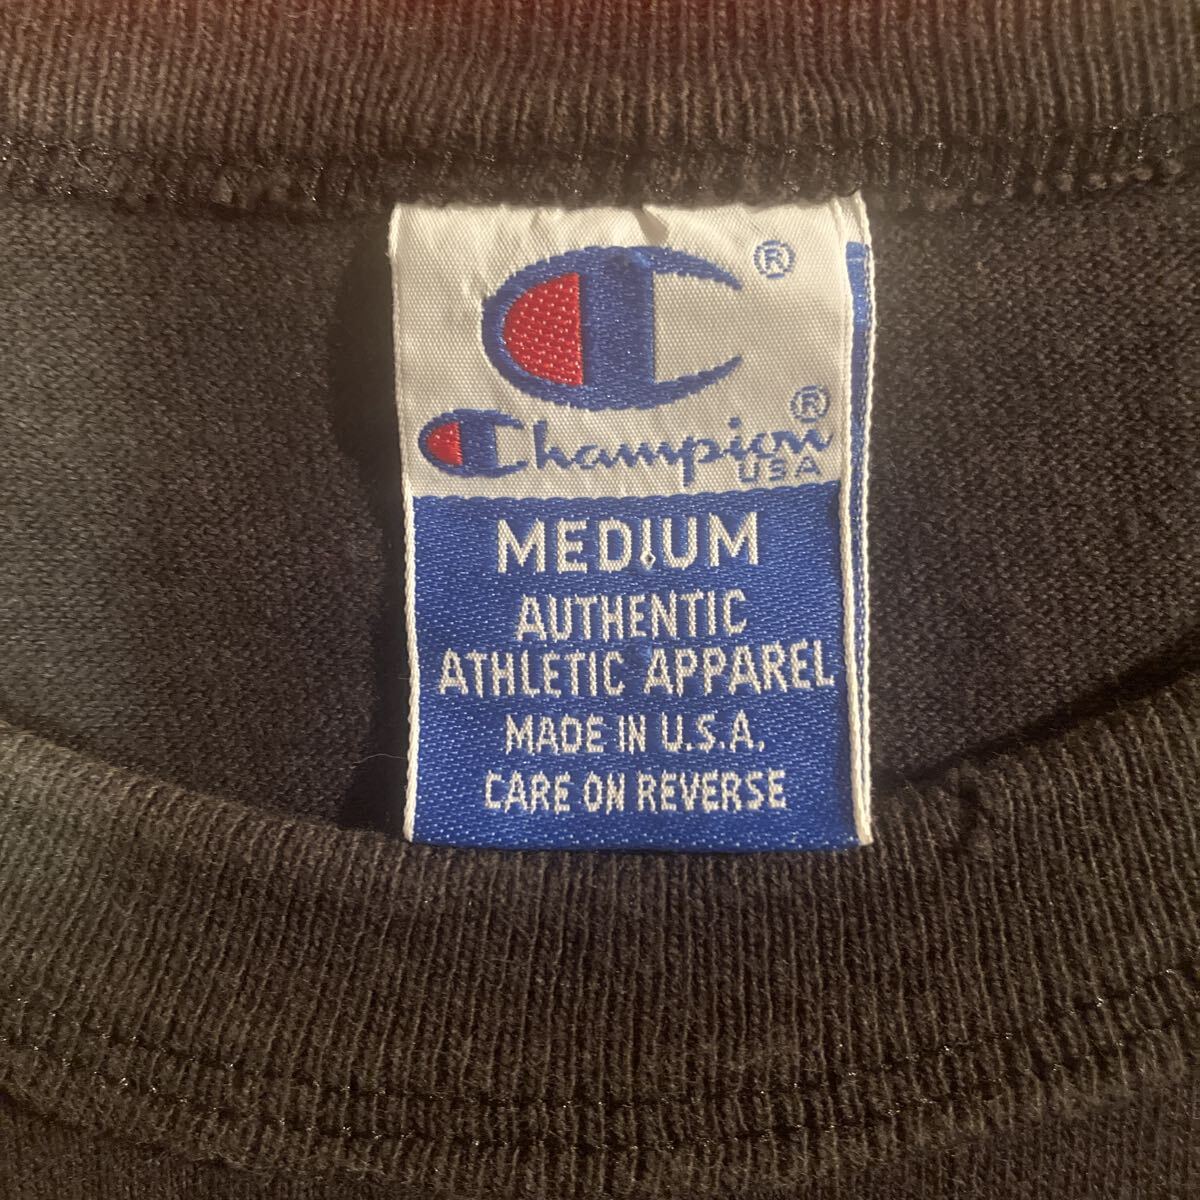 ®
Champion®
USA
MEDIUM
AUTHENTIC
ATHLETIC APPAREL
MADE IN U.S.A.
CARE ON REVERSE